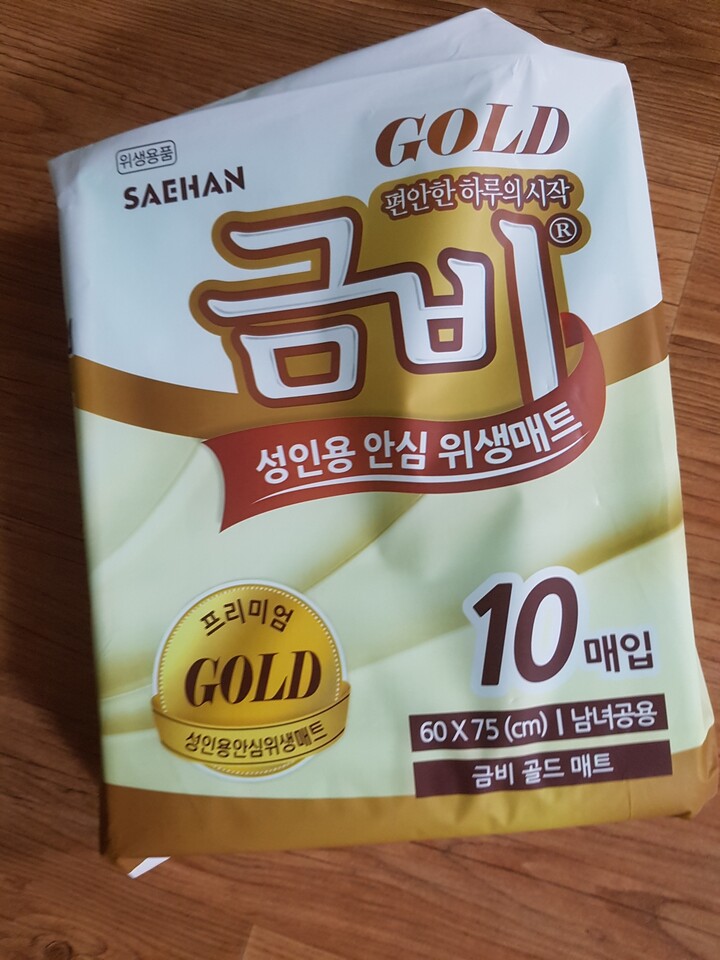 위생용품
SAEHAN
GOLD
편안한 하루의 시작
금비®
성인용 안심 위생매트
프리미엄
GOLD
성인용안심위생매트
10매입
60 X 75 (cm) | 남녀공용
금비 골드 매트